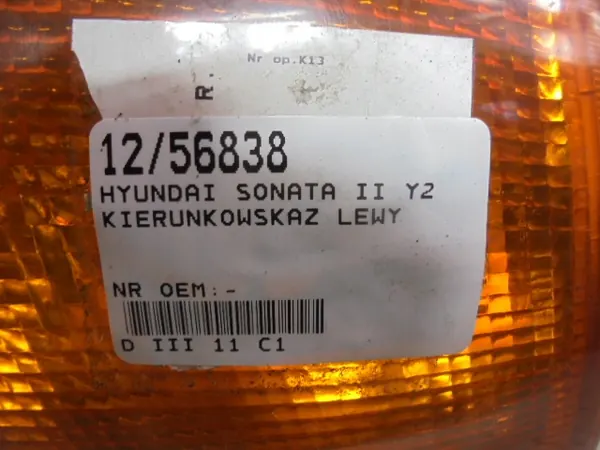 Nr op.K13
R.
12/56838
HYUNDAI SONATA II Y2
KIERUNKOWSKAZ LEWY
NR OEM:-
D III 11 C1